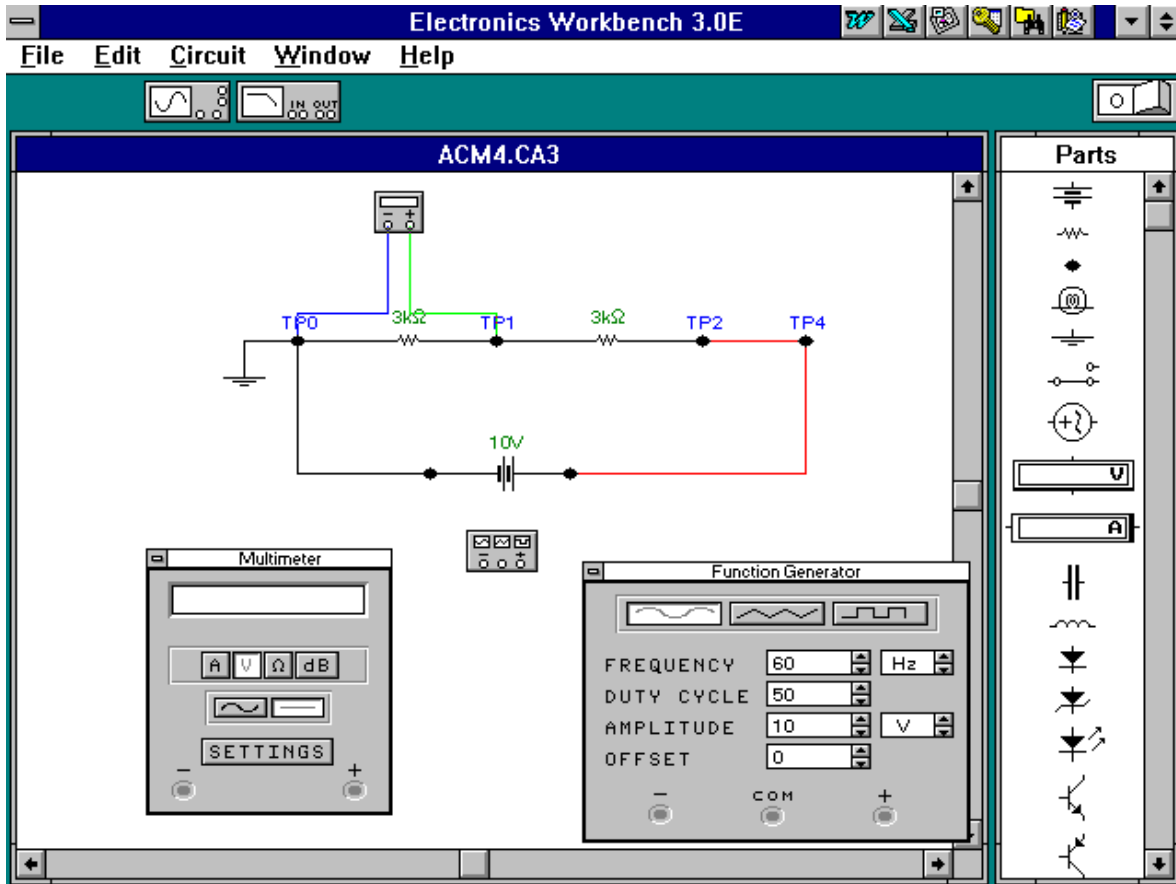 Electronics Workbench 3.0E
File Edit Circuit Window Help
IN OUT
ACM4.CA3
Parts
- +
TP0 3kΩ TP1 3kΩ TP2 TP4
10V
V
A
- +
Multimeter
A V Ω dB
SETTINGS
- +
Function Generator
FREQUENCY 60 Hz
DUTY CYCLE 50
AMPLITUDE 10 V
OFFSET 0
- COM +